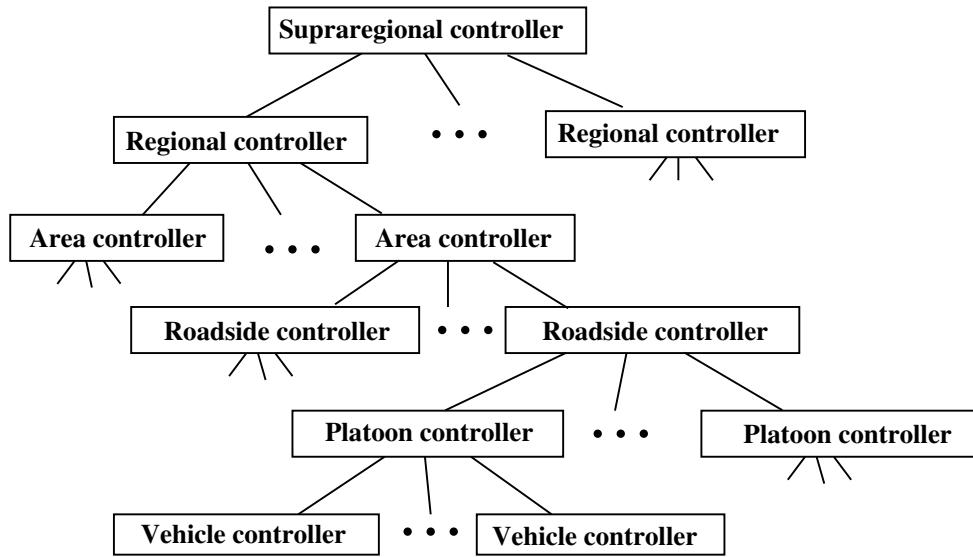 Supraregional controller
Regional controller
• • •
Regional controller
Area controller
• • •
Area controller
Roadside controller
• • •
Roadside controller
Platoon controller
• • •
Platoon controller
Vehicle controller
• • •
Vehicle controller